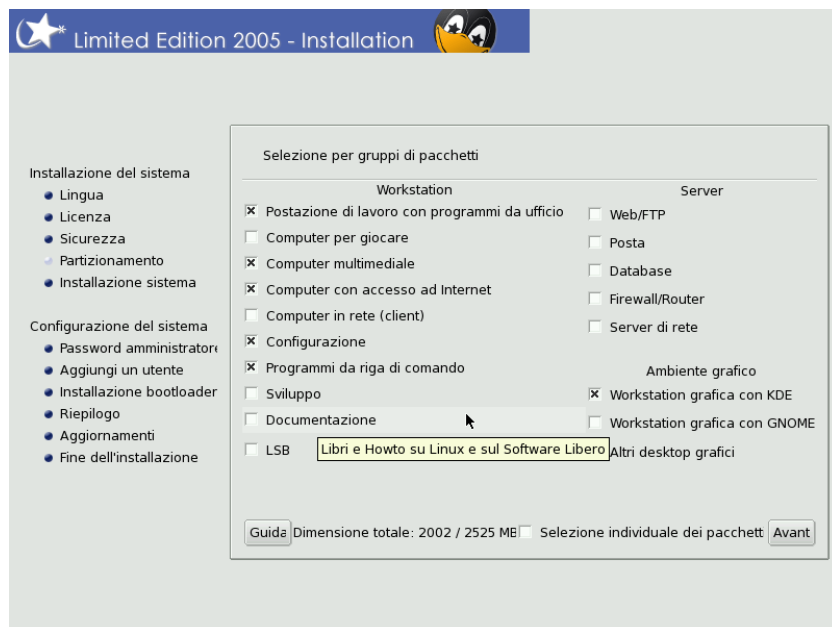 Limited Edition 2005 - Installation
Installazione del sistema
Lingua
Licenza
Sicurezza
Partizionamento
Installazione sistema
Configurazione del sistema
Password amministratore
Aggiungi un utente
Installazione bootloader
Riepilogo
Aggiornamenti
Fine dell'installazione
Selezione per gruppi di pacchetti
Workstation
Postazione di lavoro con programmi da ufficio
Computer per giocare
Computer multimediale
Computer con accesso ad Internet
Computer in rete (client)
Configurazione
Programmi da riga di comando
Sviluppo
Documentazione
LSB
Libri e Howto su Linux e sul Software Libero
Server
Web/FTP
Posta
Database
Firewall/Router
Server di rete
Ambiente grafico
Workstation grafica con KDE
Workstation grafica con GNOME
Altri desktop grafici
Guida Dimensione totale: 2002 / 2525 MB Selezione individuale dei pacchett Avant